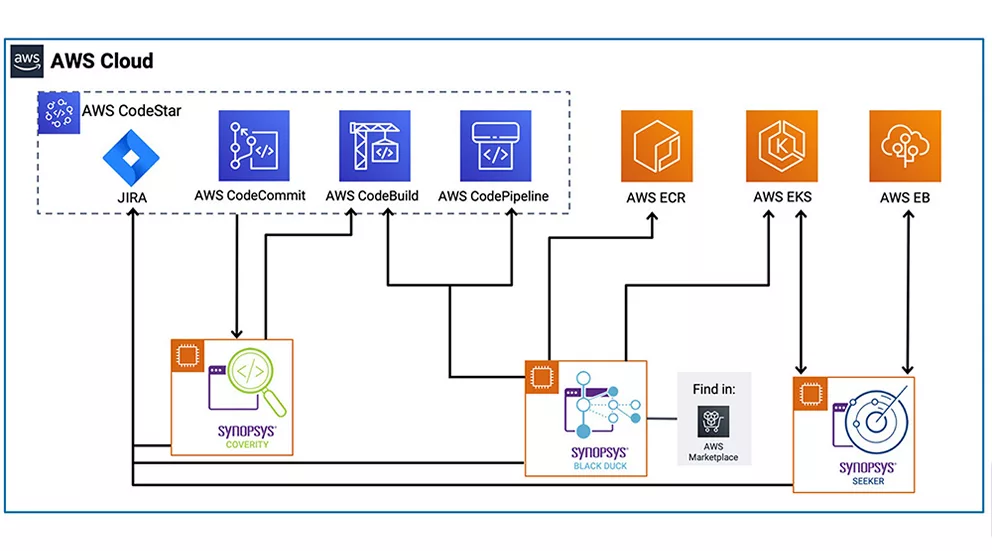 aws
AWS Cloud
AWS CodeStar
JIRA
AWS CodeCommit
AWS CodeBuild
AWS CodePipeline
AWS ECR
K
AWS EKS
AWS EB
SYNOPSYS®
COVERITY
SYNOPSYS®
BLACK DUCK
Find in:
AWS
Marketplace
SYNOPSYS®
SEEKER